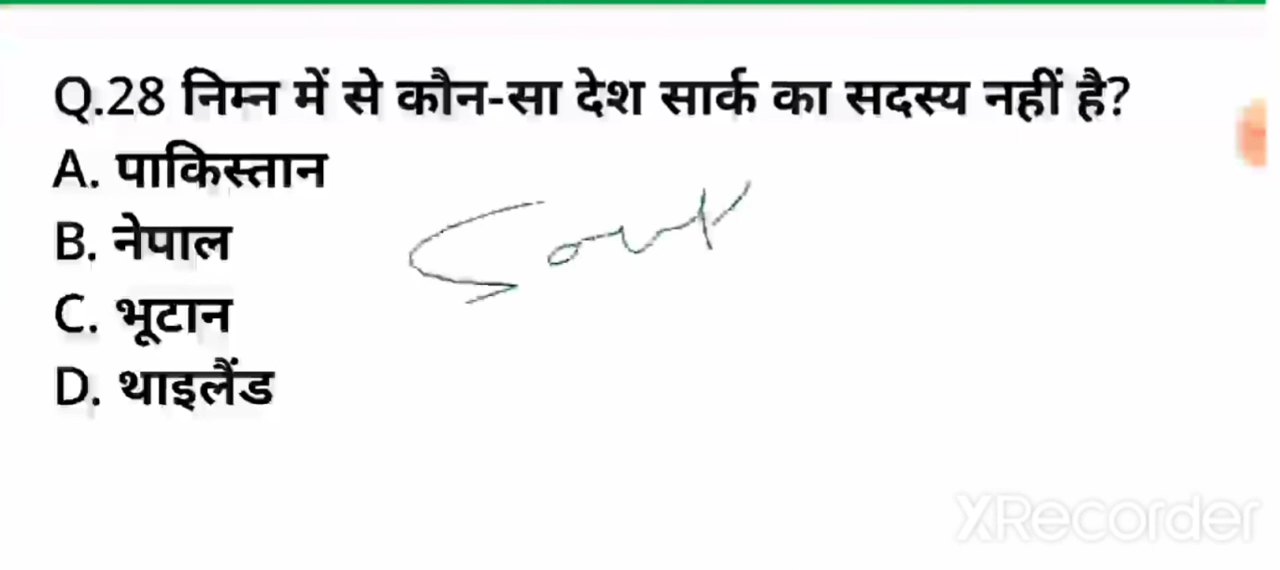 Q.28 निम्न में से कौन-सा देश सार्क का सदस्य नहीं है?
A. पाकिस्तान
B. नेपाल
C. भूटान
D. थाइलैंड
XRecorder